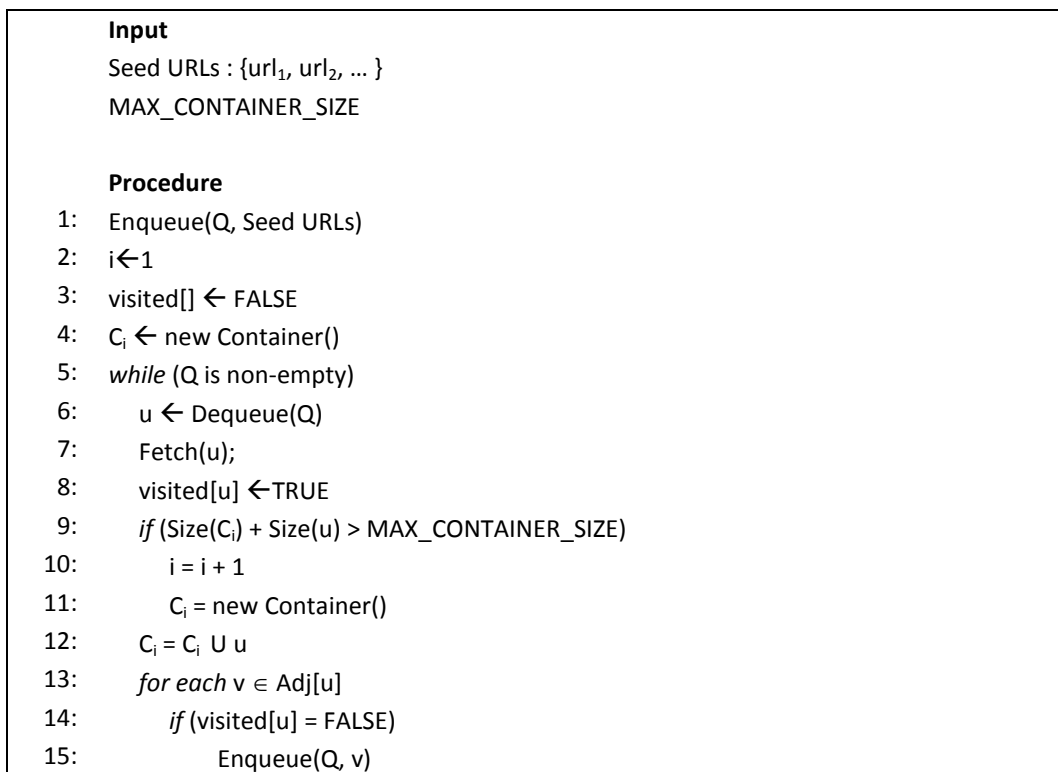 Input
Seed URLs : {url₁, url₂, … }
MAX_CONTAINER_SIZE
Procedure
1: Enqueue(Q, Seed URLs)
2: i←1
3: visited[] ← FALSE
4: Cᵢ ← new Container()
5: while (Q is non-empty)
6: u ← Dequeue(Q)
7: Fetch(u);
8: visited[u] ←TRUE
9: if (Size(Cᵢ) + Size(u) > MAX_CONTAINER_SIZE)
10: i = i + 1
11: Cᵢ = new Container()
12: Cᵢ = Cᵢ U u
13: for each v ∈ Adj[u]
14: if (visited[u] = FALSE)
15: Enqueue(Q, v)